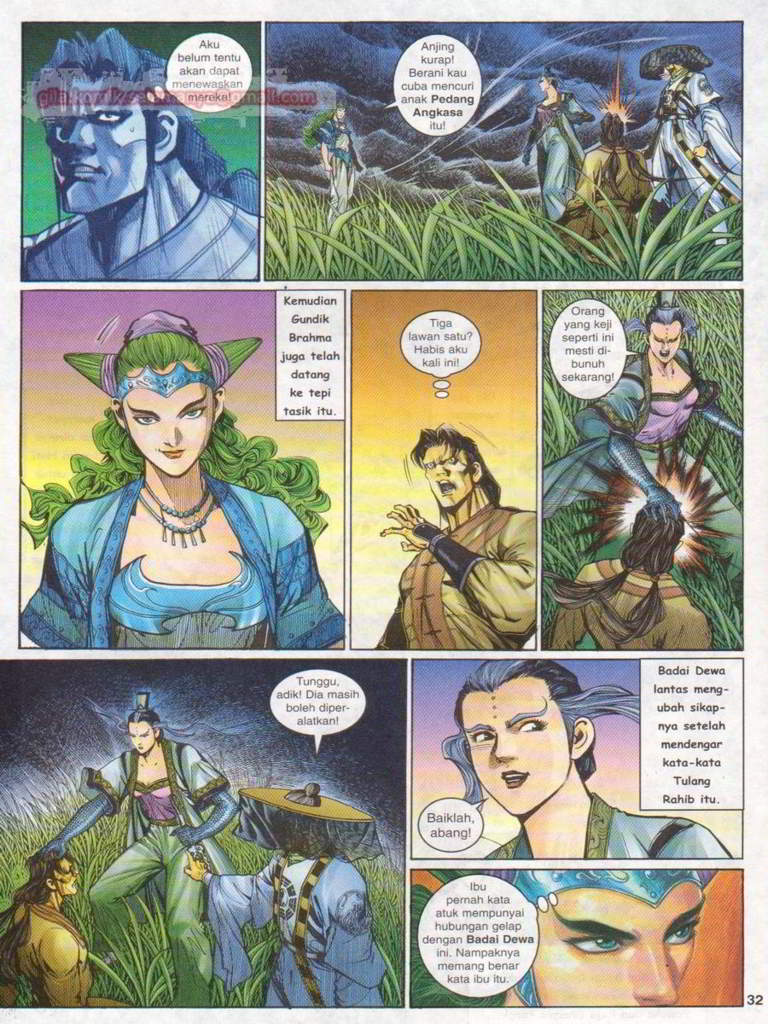 Aku
belum tentu
akan dapat
menewaskan
mereka!
Anjing
kurap!
Berani kau
cuba mencuri
anak Pedang
Angkasa
itu!
Kemudian
Gundik
Brahma
juga telah
datang
ke tepi
tasik itu.
Tiga
lawan satu?
Habis aku
kali ini!
Orang
yang keji
seperti ini
mesti di-
bunuh
sekarang!
Tunggu,
adik! Dia masih
boleh diper-
alatkan!
Badai Dewa
lantas meng-
ubah sikap-
nya setelah
mendengar
kata-kata
Tulang
Rahib itu.
Baiklah,
abang!
Ibu
pernah kata
atuk mempunyai
hubungan gelap
dengan Badai Dewa
ini. Nampaknya
memang benar
kata ibu itu.
32